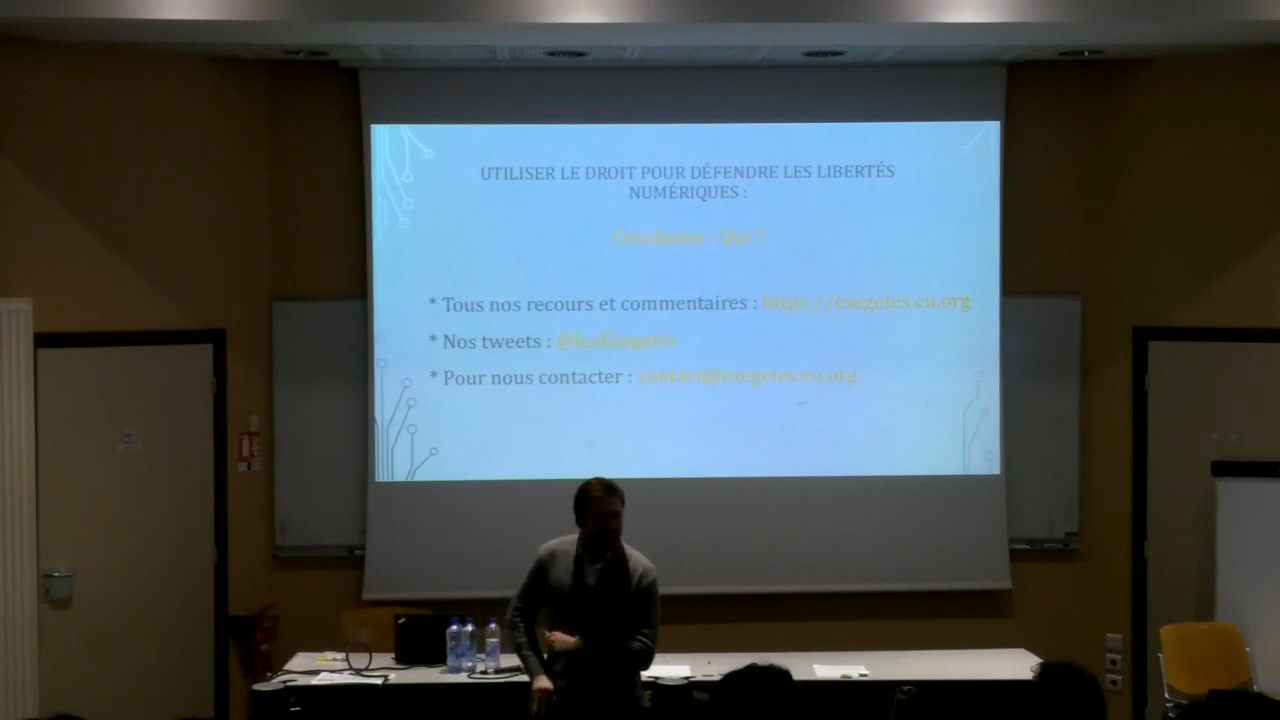 UTILISER LE DROIT POUR DÉFENDRE LES LIBERTÉS
NUMÉRIQUES :
Conclusion : Qui ?
* Tous nos recours et commentaires : https://exegetes.eu.org
* Nos tweets : @lesExegetes
* Pour nous contacter : contact@exegetes.eu.org